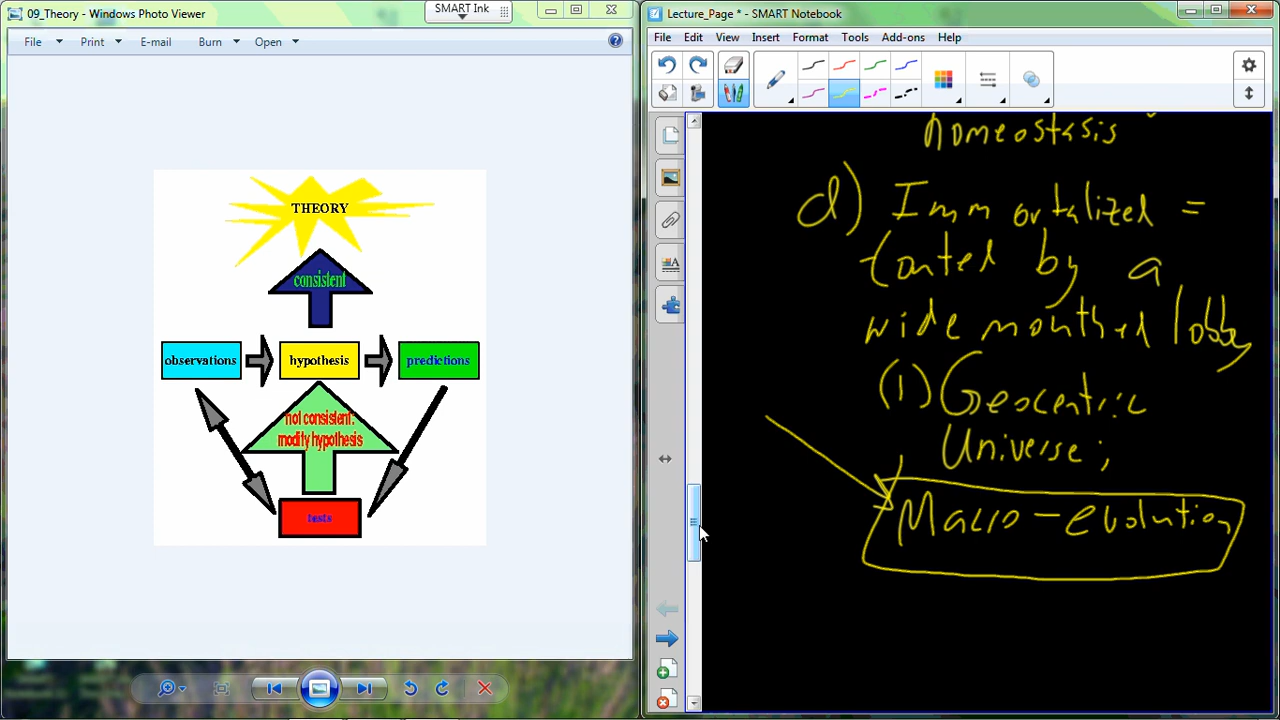 09_Theory - Windows Photo Viewer
SMART Ink
File Print E-mail Burn Open
THEORY
consistent
observations hypothesis predictions
not consistent:
modify hypothesis
tests
Lecture_Page * - SMART Notebook
File Edit View Insert Format Tools Add-ons Help
homeostasis
d) Immortalized =
touted by a
wide mouthed lobby
(1) Geocentric
Universe;
Macro-evolution